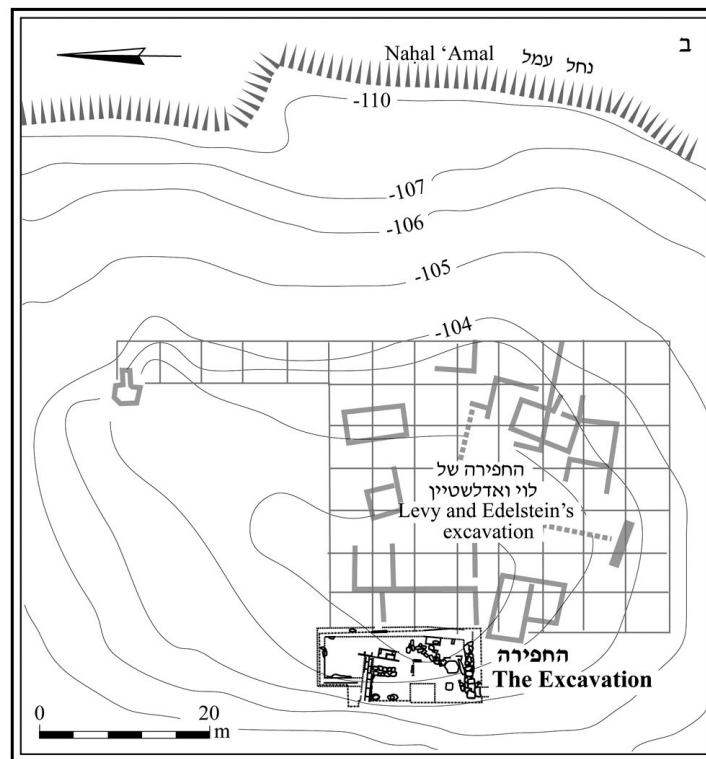 ב
Naḥal ‘Amal נחל עמל
-110
-107
-106
-105
-104
החפירה של
לוי ואדלשטיין
Levy and Edelstein’s
excavation
החפירה
The Excavation
0 20
m